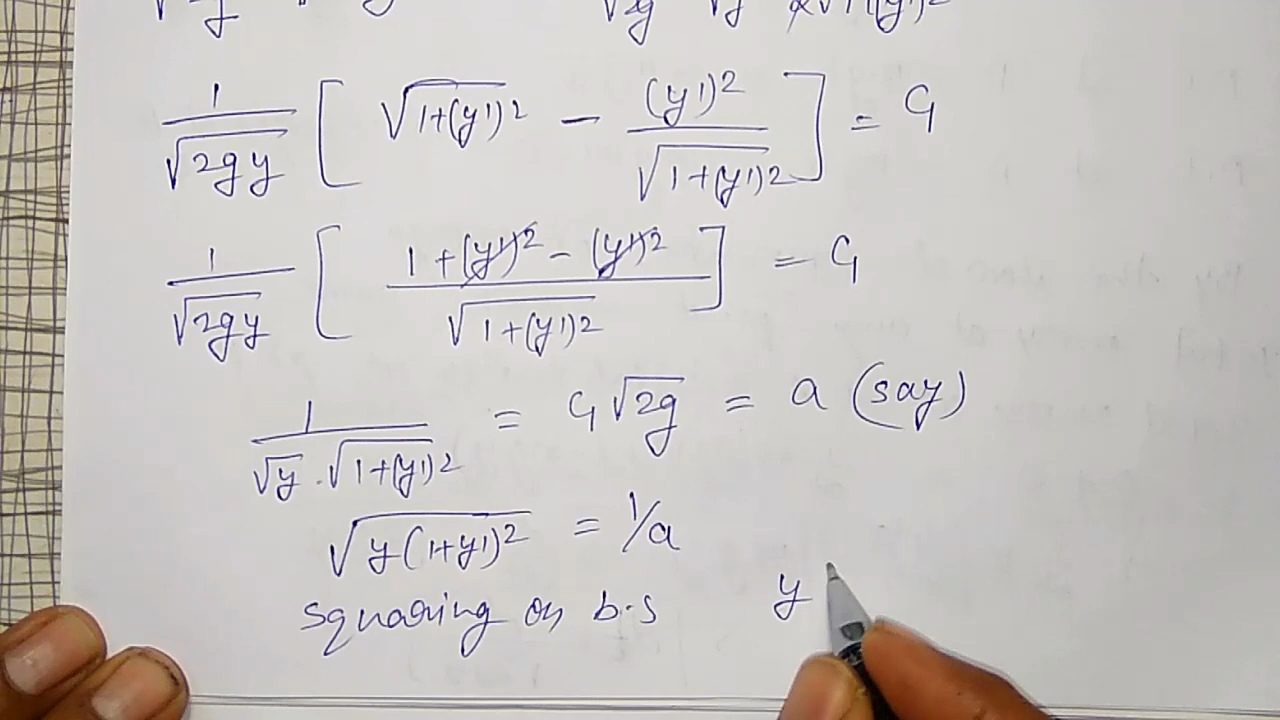 1/√2gy [ √1+(y')² − (y')²/√1+(y')² ] = C₁
1/√2gy [ 1+(y')² − (y')²/√1+(y')² ] = C₁
1/√y . √1+(y')² = C₁√2g = a (say)
√y(1+y')² = 1/a
squaring on b.s y